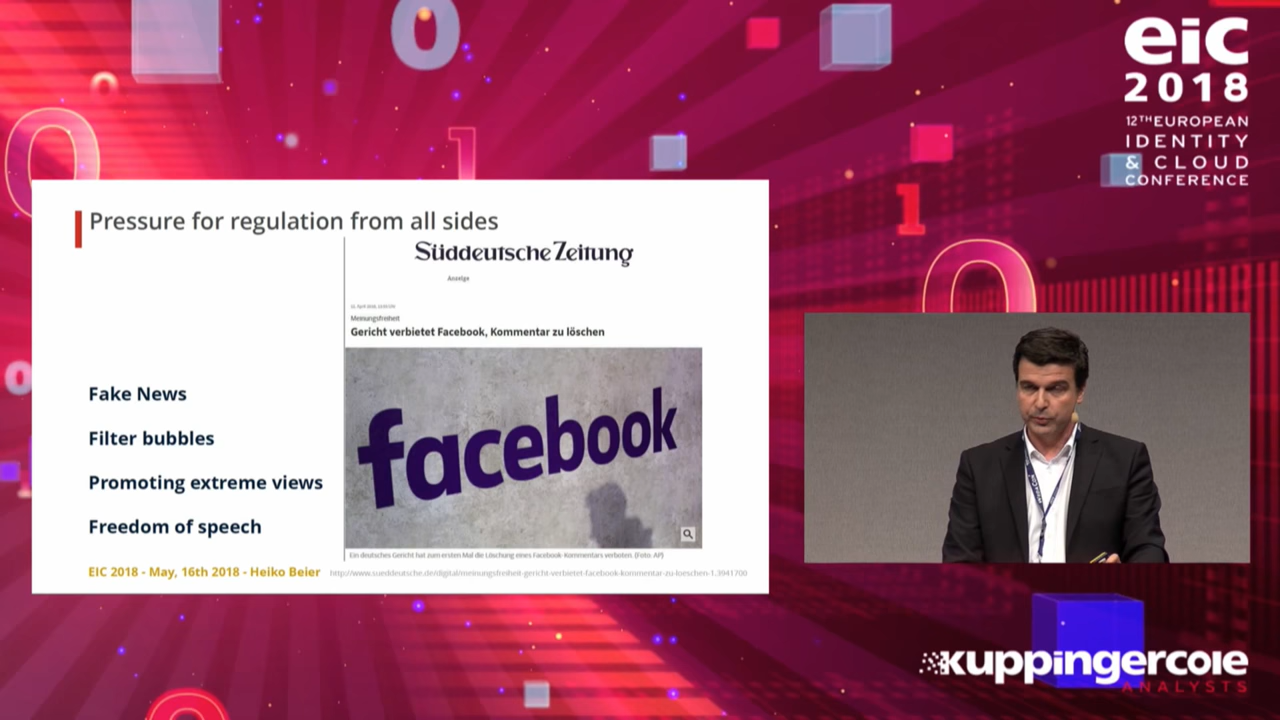 eic
2018
12TH EUROPEAN
IDENTITY
& CLOUD
CONFERENCE
Pressure for regulation from all sides
Süddeutsche Zeitung
Anzeige
Meinungsfreiheit
Gericht verbietet Facebook, Kommentar zu löschen
facebook
Fake News
Filter bubbles
Promoting extreme views
Freedom of speech
Ein deutsches Gericht hat zum ersten Mal die Löschung eines Facebook-Kommentars verboten. (Foto: AP)
EIC 2018 - May, 16th 2018 - Heiko Beier
http://www.sueddeutsche.de/digital/meinungsfreiheit-gericht-verbietet-facebook-kommentar-zu-loeschen-1.3941700
kuppingercole
ANALYSTS